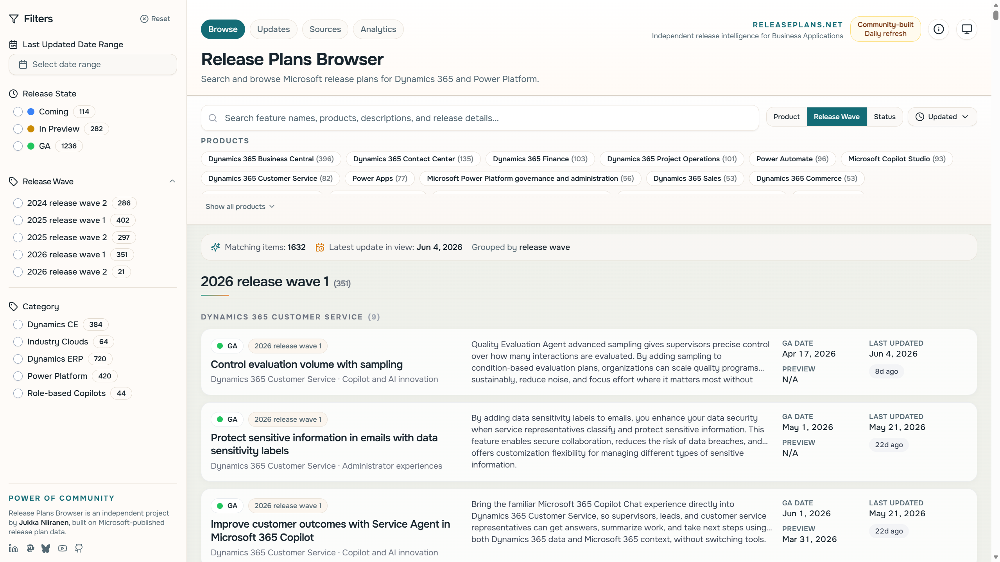 Filters
Reset
Last Updated Date Range
Select date range
Release State
Coming 114
In Preview 282
GA 1236
Release Wave
2024 release wave 2 286
2025 release wave 1 402
2025 release wave 2 297
2026 release wave 1 351
2026 release wave 2 21
Category
Dynamics CE 384
Industry Clouds 64
Dynamics ERP 720
Power Platform 420
Role-based Copilots 44
POWER OF COMMUNITY
Release Plans Browser is an independent project
by Jukka Niiranen, built on Microsoft-published
release plan data.
Browse Updates Sources Analytics
RELEASEPLANS.NET
Independent release intelligence for Business Applications
Community-built
Daily refresh
Release Plans Browser
Search and browse Microsoft release plans for Dynamics 365 and Power Platform.
Search feature names, products, descriptions, and release details...
Product Release Wave Status Updated
PRODUCTS
Dynamics 365 Business Central (396) Dynamics 365 Contact Center (135) Dynamics 365 Finance (103) Dynamics 365 Project Operations (101) Power Automate (96) Microsoft Copilot Studio (93)
Dynamics 365 Customer Service (82) Power Apps (77) Microsoft Power Platform governance and administration (56) Dynamics 365 Sales (53) Dynamics 365 Commerce (53)
Show all products
Matching items: 1632 Latest update in view: Jun 4, 2026 Grouped by release wave
2026 release wave 1 (351)
DYNAMICS 365 CUSTOMER SERVICE (9)
GA 2026 release wave 1
Control evaluation volume with sampling
Dynamics 365 Customer Service · Copilot and AI innovation
Quality Evaluation Agent advanced sampling gives supervisors precise control
over how many interactions are evaluated. By adding sampling to
condition-based evaluation plans, organizations can scale quality programs...
sustainably, reduce noise, and focus effort where it matters most without
GA DATE
Apr 17, 2026
PREVIEW
N/A
LAST UPDATED
Jun 4, 2026
8d ago
GA 2026 release wave 1
Protect sensitive information in emails with data
sensitivity labels
Dynamics 365 Customer Service · Administrator experiences
By adding data sensitivity labels to emails, you enhance your data security
when service representatives classify and protect sensitive information. This
feature enables secure collaboration, reduces the risk of data breaches, and...
offers customization flexibility for managing different types of sensitive
information.
GA DATE
May 1, 2026
PREVIEW
N/A
LAST UPDATED
May 21, 2026
22d ago
GA 2026 release wave 1
Improve customer outcomes with Service Agent in
Microsoft 365 Copilot
Dynamics 365 Customer Service · Copilot and AI innovation
Bring the familiar Microsoft 365 Copilot Chat experience directly into
Dynamics 365 Customer Service, so supervisors, leads, and customer service
representatives can get answers, summarize work, and take next steps using...
both Dynamics 365 data and Microsoft 365 context, without switching tools.
GA DATE
Jun 1, 2026
PREVIEW
Mar 31, 2026
LAST UPDATED
May 21, 2026
22d ago